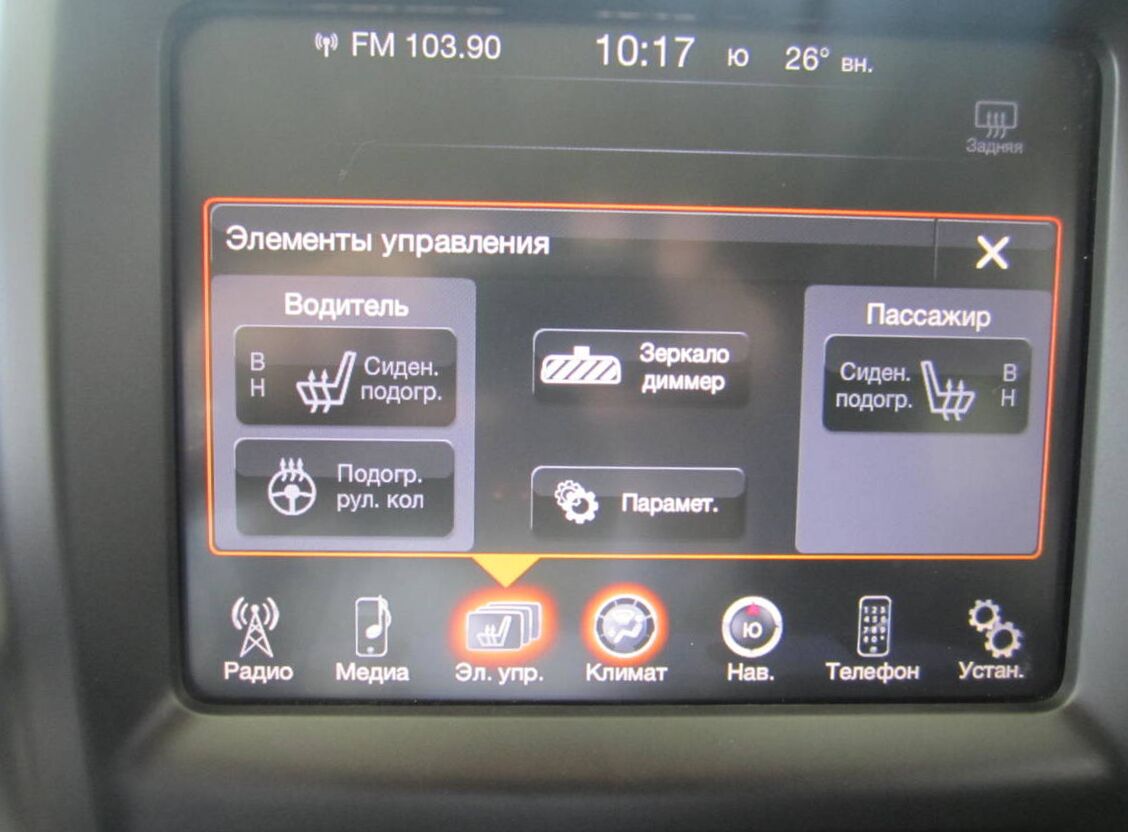 FM 103.90 10:17 ю 26° вн.
Задняя
Элементы управления X
Водитель
В
Н
Сиден.
подогр.
Подогр.
рул. кол
Зеркало
диммер
Парамет.
Пассажир
Сиден.
подогр.
В
Н
Радио Медиа Эл. упр. Климат Ю Нав. Телефон Устан.